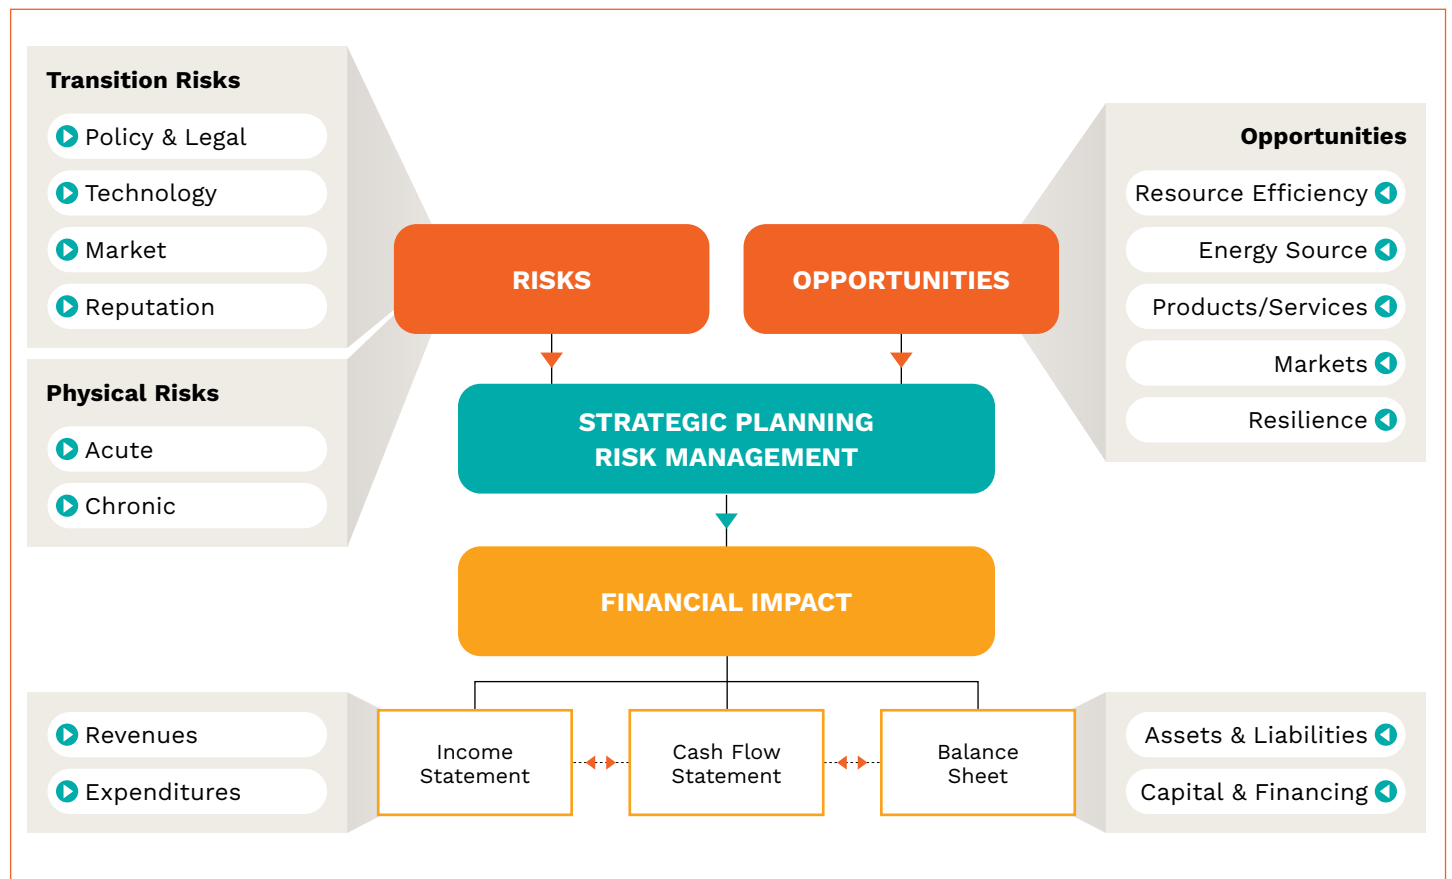 Transition Risks
Policy & Legal
Technology
Market
Reputation
Physical Risks
Acute
Chronic
RISKS
OPPORTUNITIES
Opportunities
Resource Efficiency
Energy Source
Products/Services
Markets
Resilience
STRATEGIC PLANNING
RISK MANAGEMENT
FINANCIAL IMPACT
Revenues
Expenditures
Income
Statement
Cash Flow
Statement
Balance
Sheet
Assets & Liabilities
Capital & Financing